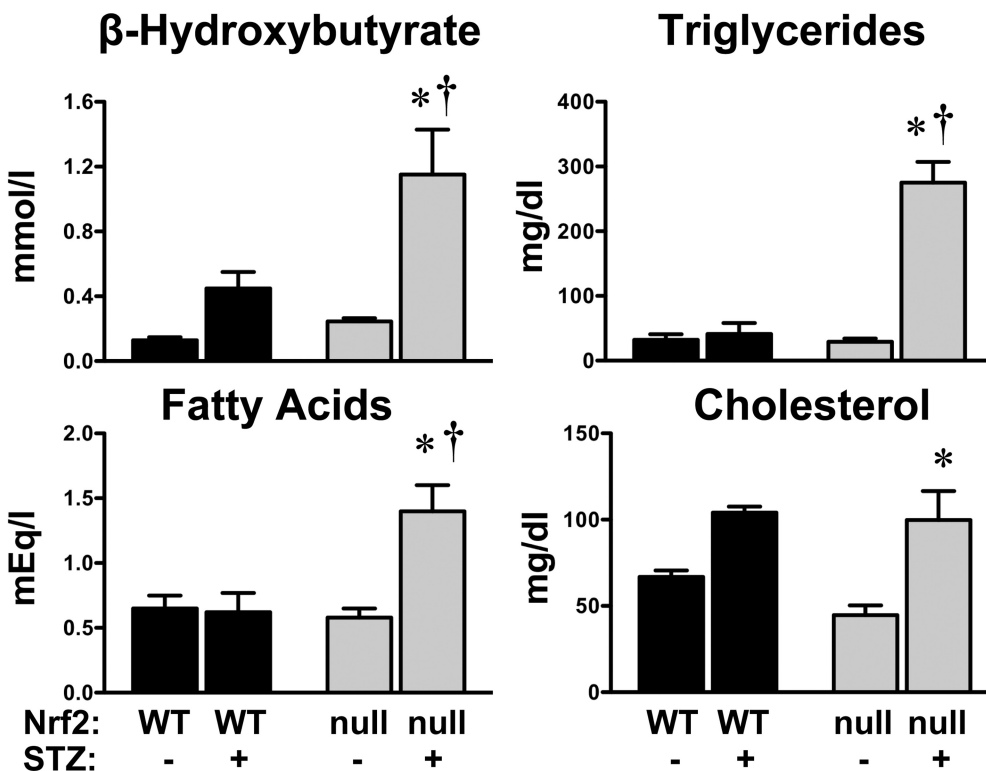 β-Hydroxybutyrate
mmol/l
1.6
1.2
0.8
0.4
0.0
*†
Triglycerides
mg/dl
400
300
200
100
0
*†
Fatty Acids
mEq/l
2.0
1.5
1.0
0.5
0.0
*†
Cholesterol
mg/dl
150
100
50
0
*
Nrf2: WT WT null null WT WT null null
STZ: - + - + - + - +